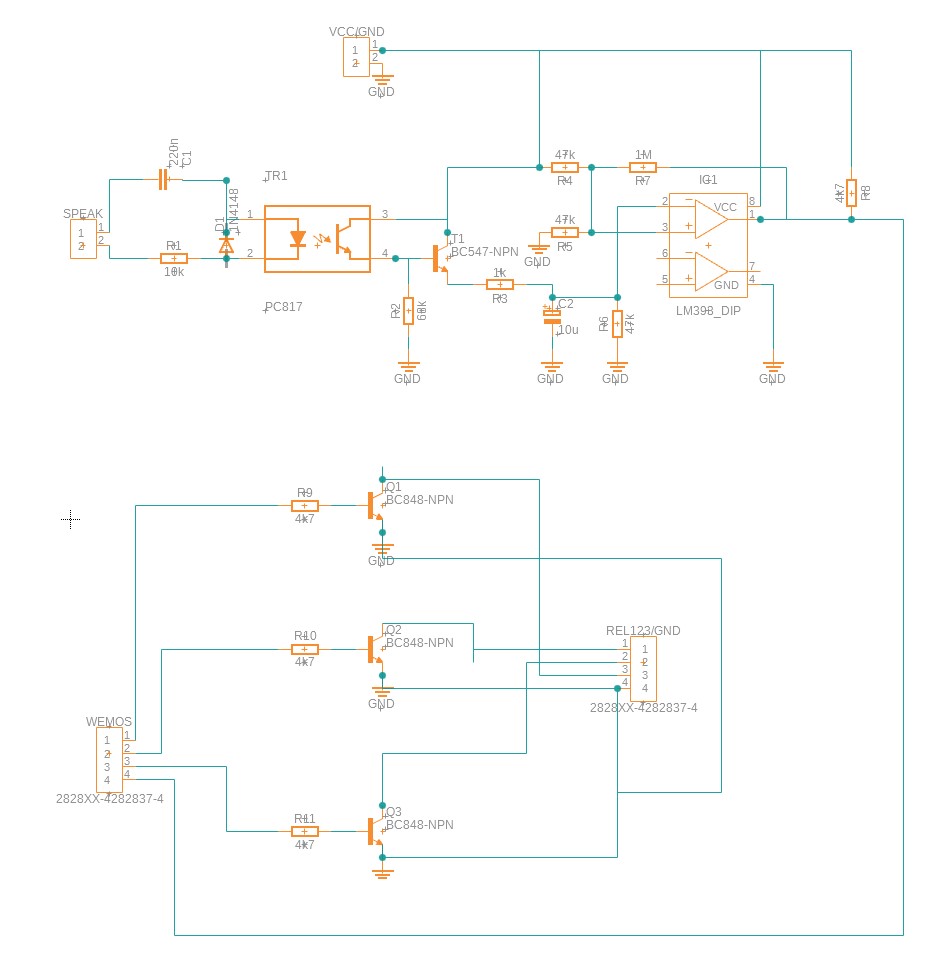 VCC/GND
1 1
2 2
GND
220n
C1
TR1
47k
1M
R4
R7
IC1
4k7
R8
1N4148
D1
SPEAK
1 1
2 2
R1
10k
1
2
3
4
PC817
T1
BC547-NPN
47k
R5
GND
2
3
6
5
VCC
GND
8
1
7
4
LM393_DIP
1k
R3
R2
68k
C2
10u
R6
47k
GND
GND
GND
GND
R9
4k7
Q1
BC848-NPN
GND
R10
4k7
Q2
BC848-NPN
GND
REL123/GND
1 1
2 2
3 3
4 4
2828XX-4282837-4
WEMOS
1 1
2 2
3 3
4 4
2828XX-4282837-4
R11
4k7
Q3
BC848-NPN